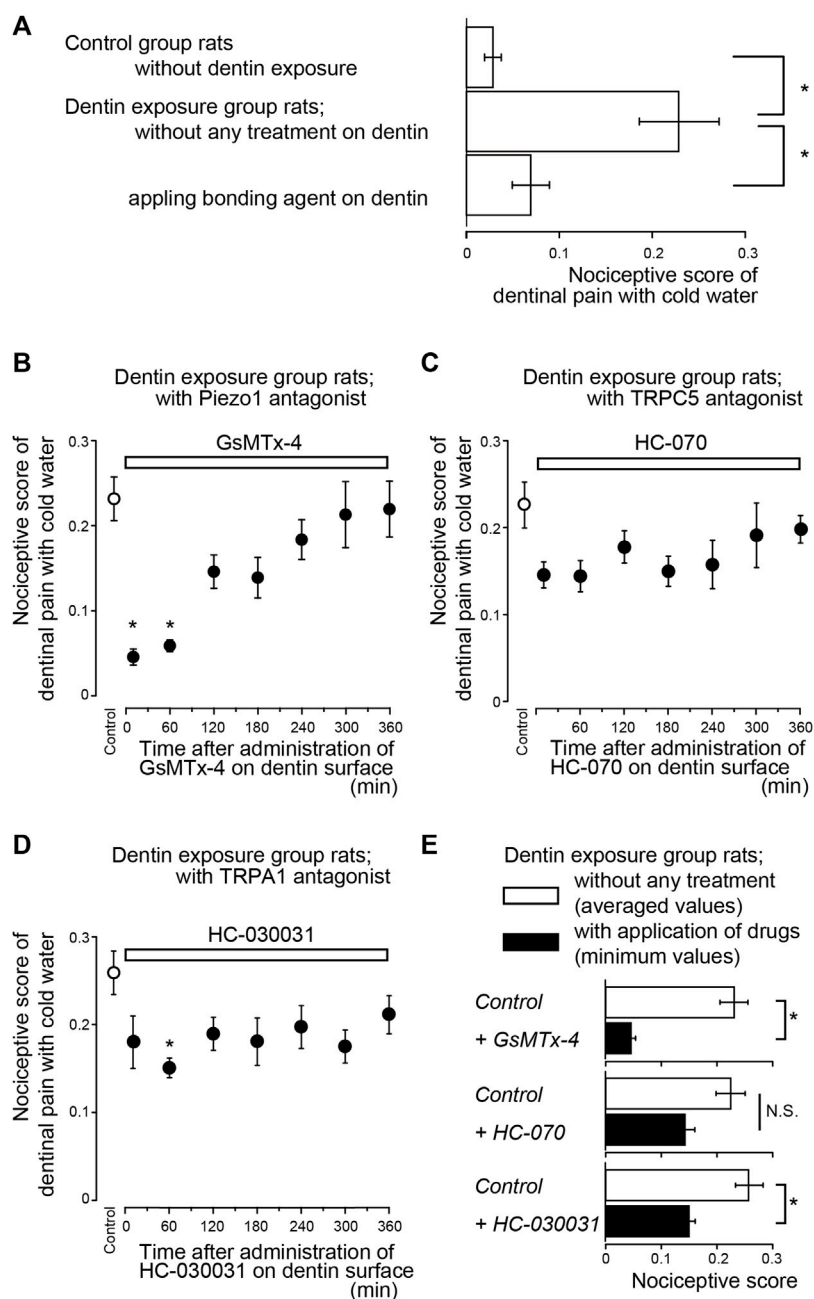 A
Control group rats
without dentin exposure
Dentin exposure group rats;
without any treatment on dentin
appling bonding agent on dentin
*
*
0 0.1 0.2 0.3
Nociceptive score of
dentinal pain with cold water
B
Dentin exposure group rats;
with Piezo1 antagonist
GsMTx-4
Nociceptive score of
dentinal pain with cold water
0.3
0.2
0.1
0
* *
Control
0 60 120 180 240 300 360
Time after administration of
GsMTx-4 on dentin surface
(min)
C
Dentin exposure group rats;
with TRPC5 antagonist
HC-070
Nociceptive score of
dentinal pain with cold water
0.3
0.2
0.1
0
Control
60 120 180 240 300 360
Time after administration of
HC-070 on dentin surface
(min)
D
Dentin exposure group rats;
with TRPA1 antagonist
HC-030031
Nociceptive score of
dentinal pain with cold water
0.3
0.2
0.1
0
*
Control
0 60 120 180 240 300 360
Time after administration of
HC-030031 on dentin surface
(min)
E
Dentin exposure group rats;
without any treatment
(averaged values)
with application of drugs
(minimum values)
Control
+ GsMTx-4
*
Control
+ HC-070
N.S.
Control
+ HC-030031
*
0 0.1 0.2 0.3
Nociceptive score